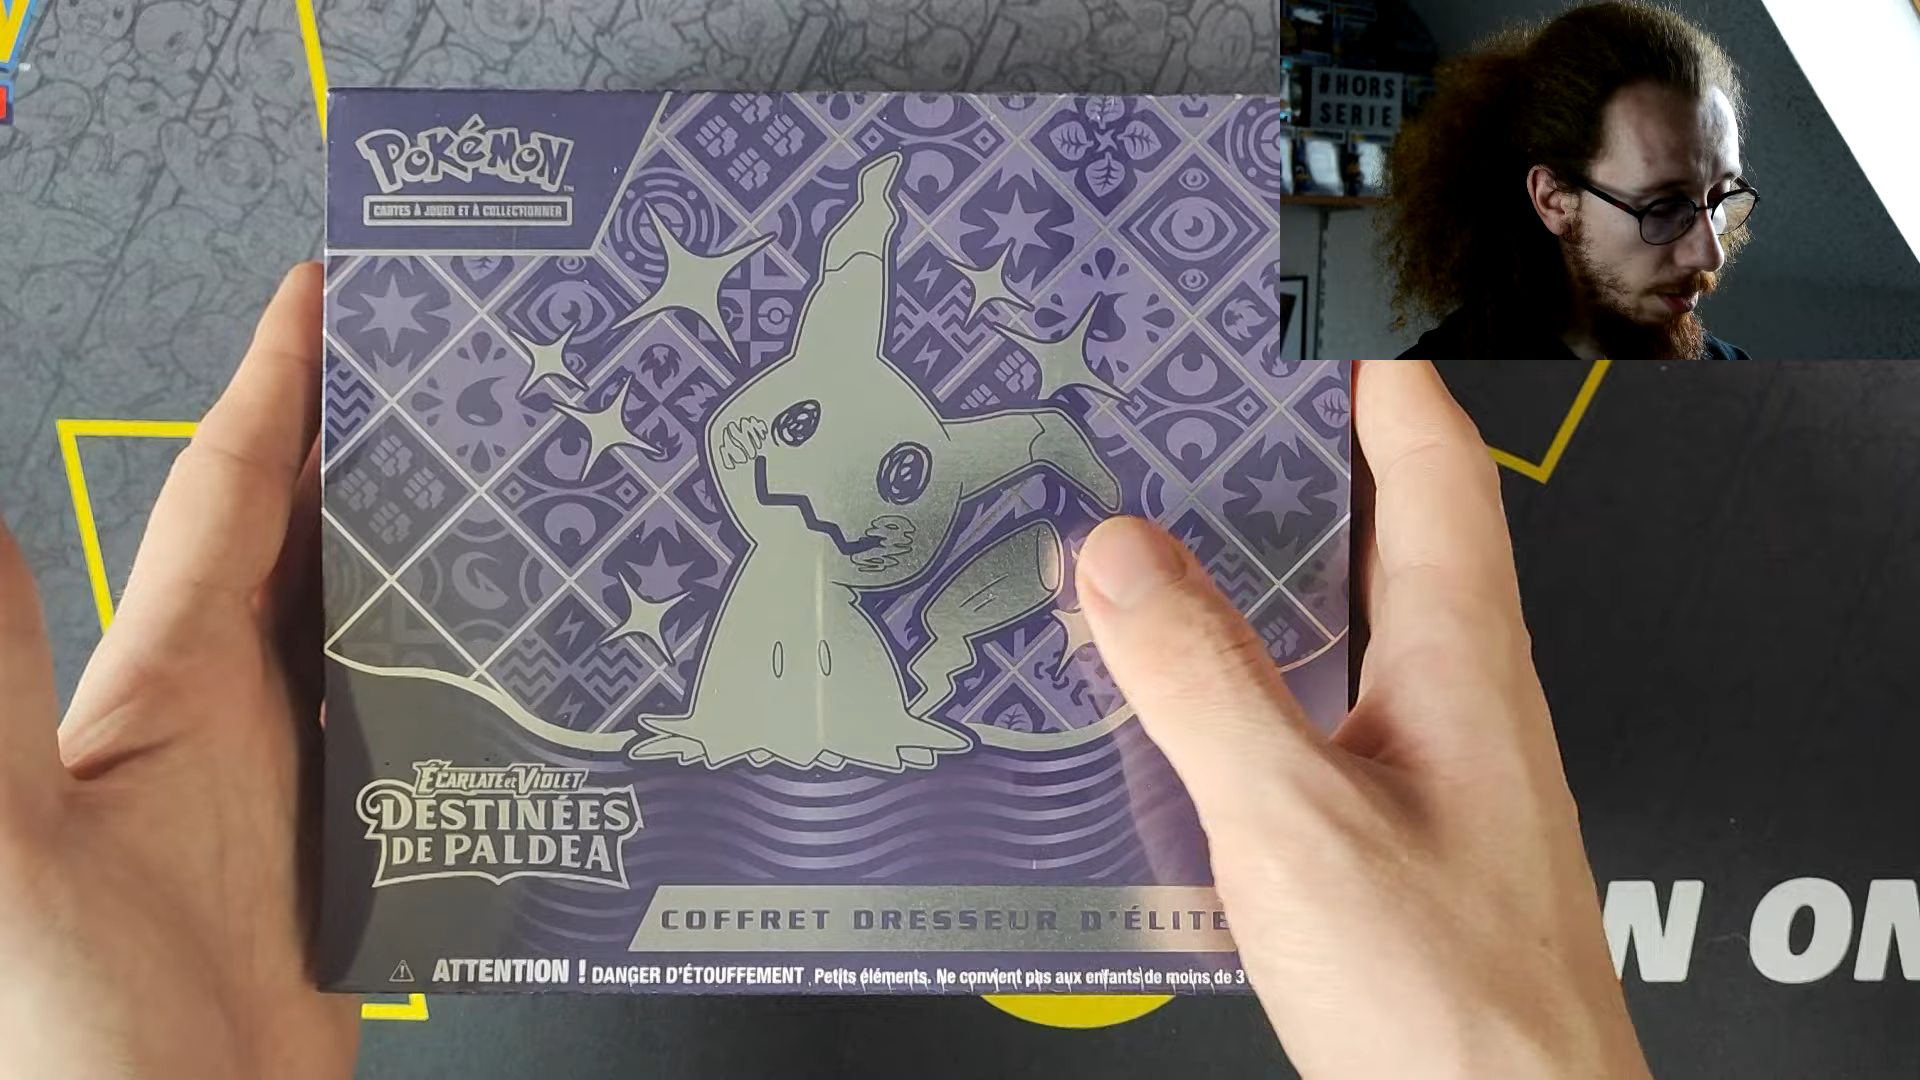 POKÉMON
CARTES À JOUER ET À COLLECTIONNER
#HORS
SERIE
ÉCARLATE ET VIOLET
DESTINÉES
DE PALDEA
COFFRET DRESSEUR D'ÉLITE
ATTENTION ! DANGER D'ÉTOUFFEMENT. Petits éléments. Ne convient pas aux enfants de moins de 3